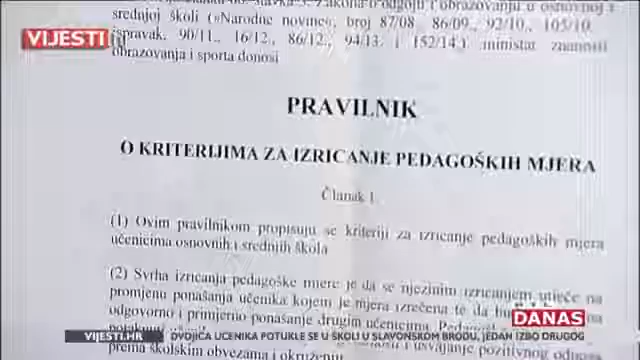 Zakona o odgoju i obrazovanju u osnovnoj i
srednjoj školi («Narodne novine», broj 87/08., 86/09., 92/10., 105/10.
ispravak, 90/11., 16/12., 86/12., 94/13. i 152/14.) ministar znanosti
obrazovanja i sporta donosi
VIJESTI
PRAVILNIK
O KRITERIJIMA ZA IZRICANJE PEDAGOŠKIH MJERA
Članak 1.
(1) Ovim pravilnikom propisuju se kriteriji za izricanje pedagoških mjera
učenicima osnovnih i srednjih škola
(2) Svrha izricanja pedagoške mjere je da se njezinim izricanjem utječe na
promjenu ponašanja učenika kojem je mjera izrečena te da bu
odgovorno i primjereno ponašanje drugim učenicima.
DANAS
VIJESTI.HR DVOJICA UČENIKA POTUKLE SE U ŠKOLI U SLAVONSKOM BRODU, JEDAN IZBO DRUGOG
prema školskim obvezama i okruženju